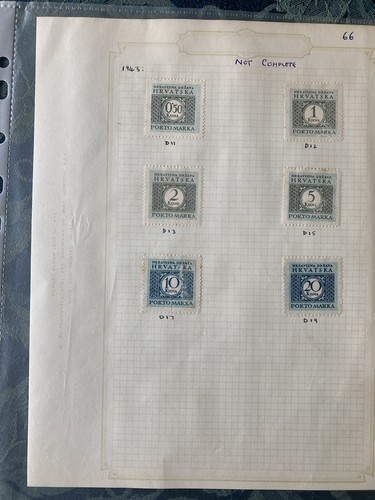 66
NOT COMPLETE
1943:
NEZAVISNA DRŽAVA
HRVATSKA
0'50
KUNA
PORTO MARKA
D11
NEZAVISNA DRŽAVA
HRVATSKA
1
KUNA
PORTO MARKA
D12
NEZAVISNA DRŽAVA
HRVATSKA
2
KUNE
PORTO MARKA
D13
NEZAVISNA DRŽAVA
HRVATSKA
5
KUNA
PORTO MARKA
D15
NEZAVISNA DRŽAVA
HRVATSKA
10
KUNA
PORTO MARKA
D17
NEZAVISNA DRŽAVA
HRVATSKA
20
KUNA
PORTO MARKA
D19